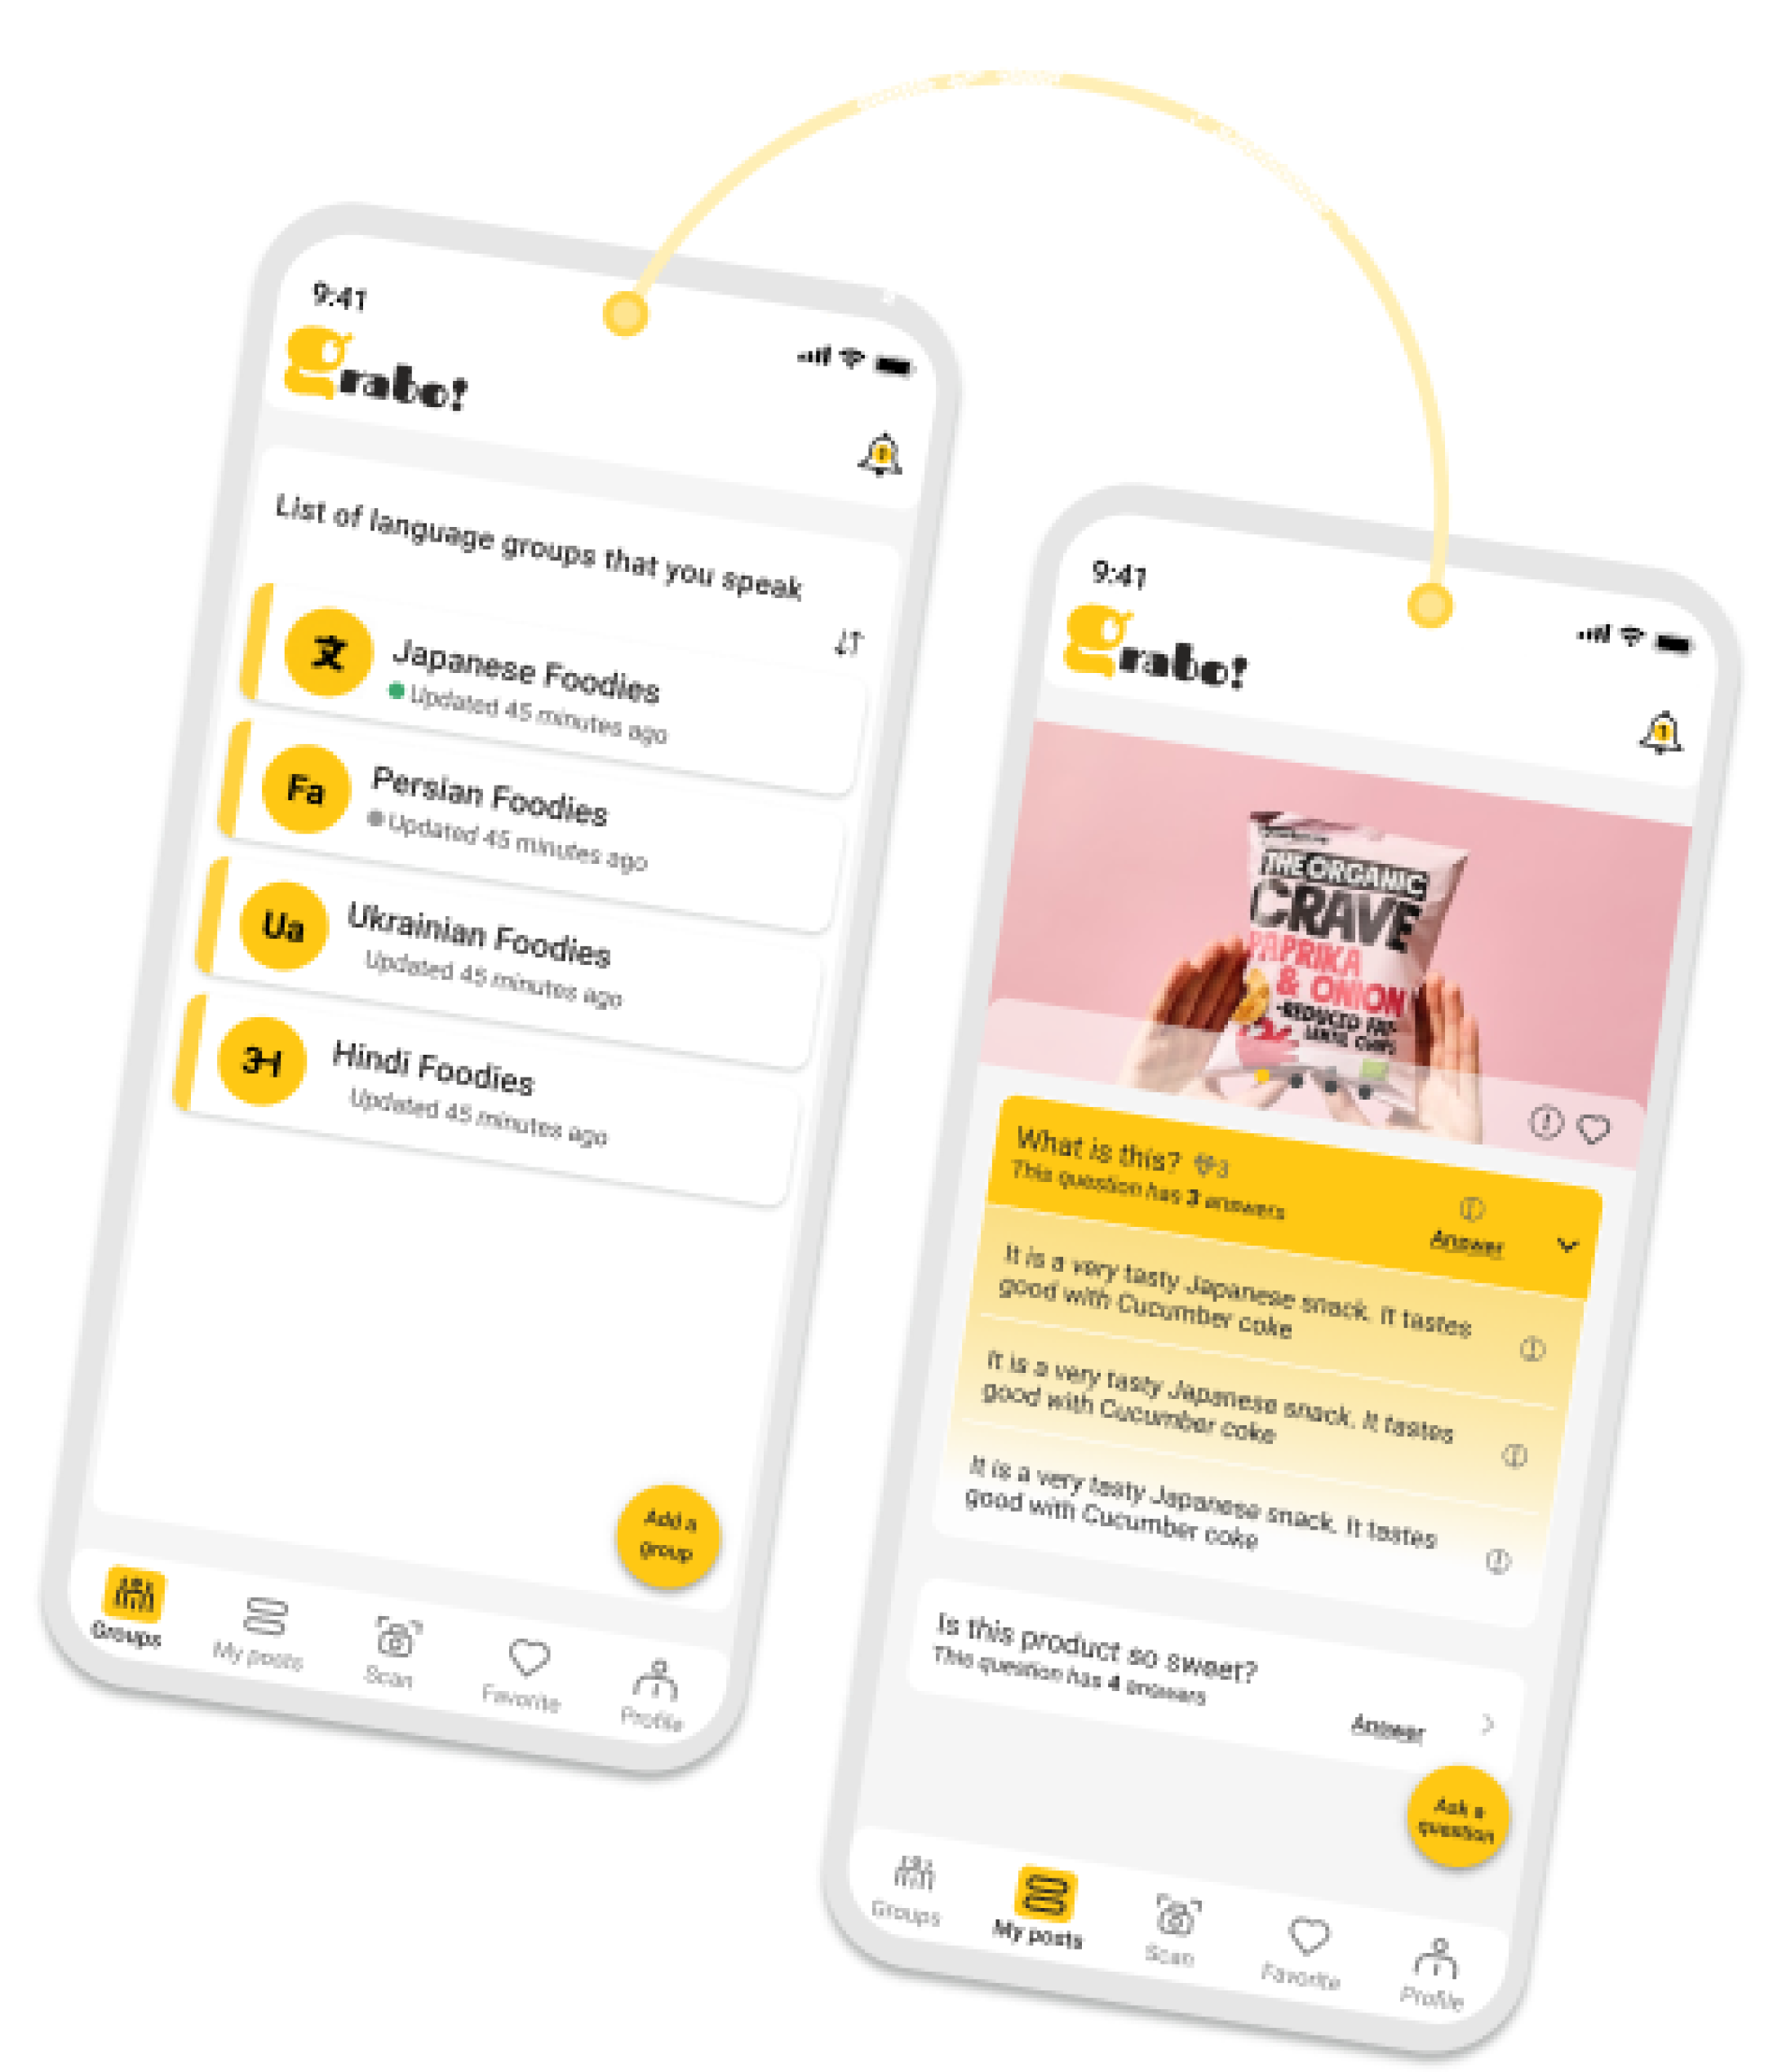 9:41
grabo!
List of language groups that you speak
文
Japanese Foodies
Updated 45 minutes ago
Fa
Persian Foodies
Updated 45 minutes ago
Ua
Ukrainian Foodies
Updated 45 minutes ago
Hindi Foodies
Updated 45 minutes ago
Add a
group
Groups
My posts
Scan
Favorite
Profile
9:41
grabo!
1
THE ORGANIC
CRAVE
PAPRIKA
& ONION
-REDUCED FAT-
LENTIL CHIPS
What is this? 3
This question has 3 answers
Answer
It is a very tasty Japanese snack. It tastes
good with Cucumber coke
It is a very tasty Japanese snack. It tastes
good with Cucumber coke
It is a very tasty Japanese snack. It tastes
good with Cucumber coke
Is this product so sweet?
This question has 4 answers
Answer
Ask a
question
Groups
My posts
Scan
Favorite
Profile